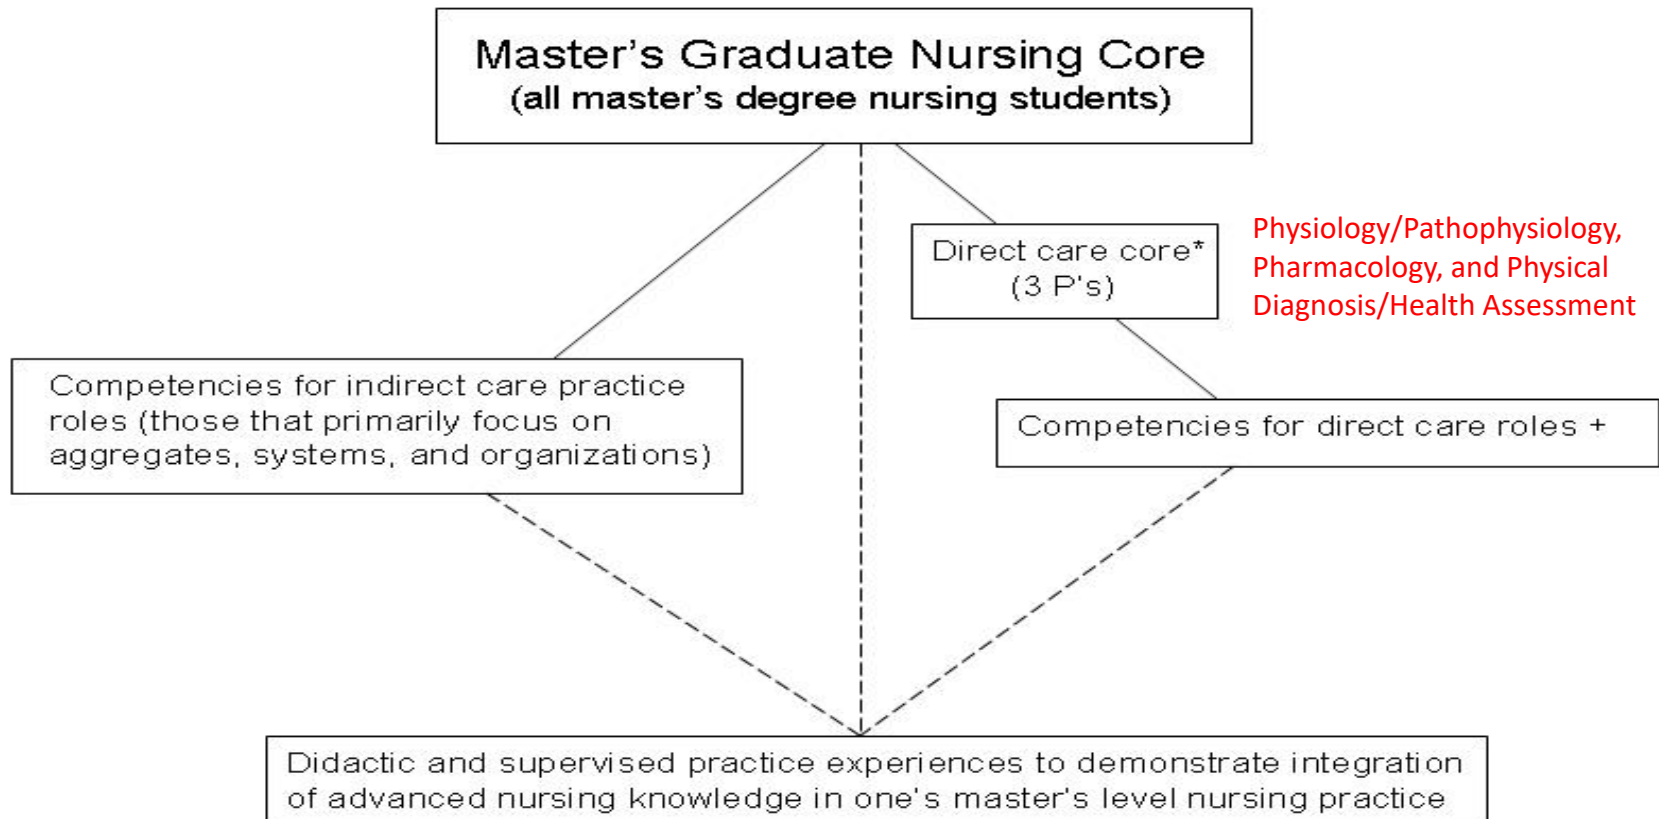 Master's Graduate Nursing Core
(all master's degree nursing students)
Direct care core*
(3 P's)
Physiology/Pathophysiology,
Pharmacology, and Physical
Diagnosis/Health Assessment
Competencies for indirect care practice
roles (those that primarily focus on
aggregates, systems, and organizations)
Competencies for direct care roles +
Didactic and supervised practice experiences to demonstrate integration
of advanced nursing knowledge in one's master's level nursing practice